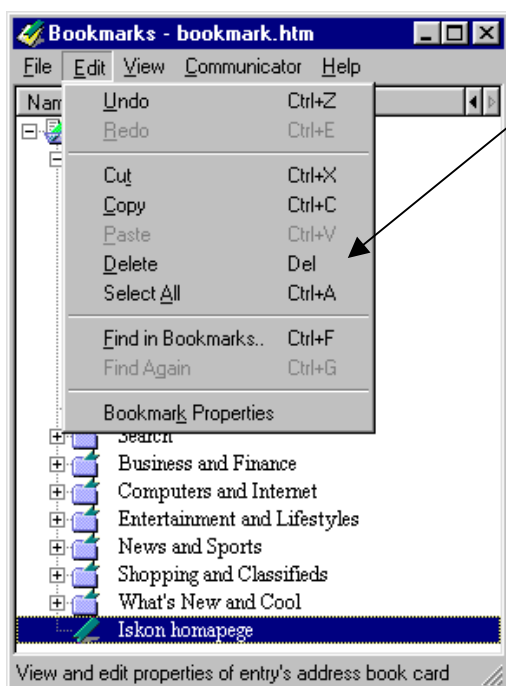 Bookmarks - bookmark.htm
File Edit View Communicator Help
Undo Ctrl+Z
Redo Ctrl+E
Cut Ctrl+X
Copy Ctrl+C
Paste Ctrl+V
Delete Del
Select All Ctrl+A
Find in Bookmarks.. Ctrl+F
Find Again Ctrl+G
Bookmark Properties
Search
Business and Finance
Computers and Internet
Entertainment and Lifestyles
News and Sports
Shopping and Classifieds
What's New and Cool
Iskon homapege
View and edit properties of entry's address book card